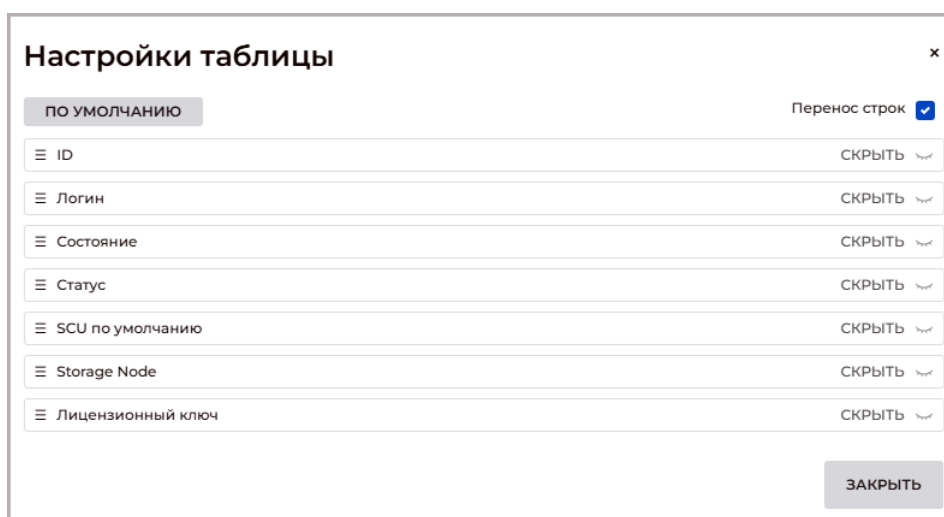 Настройки таблицы ×
ПО УМОЛЧАНИЮ Перенос строк
ID СКРЫТЬ
Логин СКРЫТЬ
Состояние СКРЫТЬ
Статус СКРЫТЬ
SCU по умолчанию СКРЫТЬ
Storage Node СКРЫТЬ
Лицензионный ключ СКРЫТЬ
ЗАКРЫТЬ